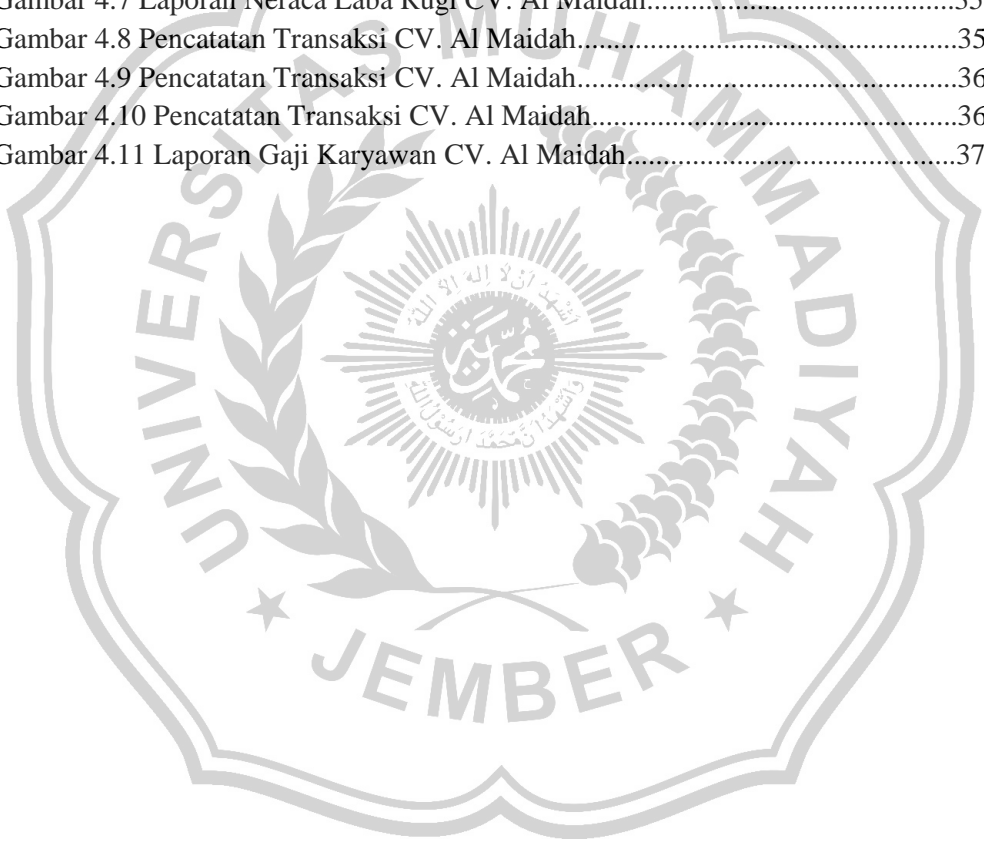 Gambar 4.7 Laporan Neraca Laba Rugi CV. Al Maidah....................................................35
Gambar 4.8 Pencatatan Transaksi CV. Al Maidah................................................................35
Gambar 4.9 Pencatatan Transaksi CV. Al Maidah................................................................36
Gambar 4.10 Pencatatan Transaksi CV. Al Maidah..............................................................36
Gambar 4.11 Laporan Gaji Karyawan CV. Al Maidah.......................................................37
UNIVERSITAS MUHAMMADIYAH
JEMBER